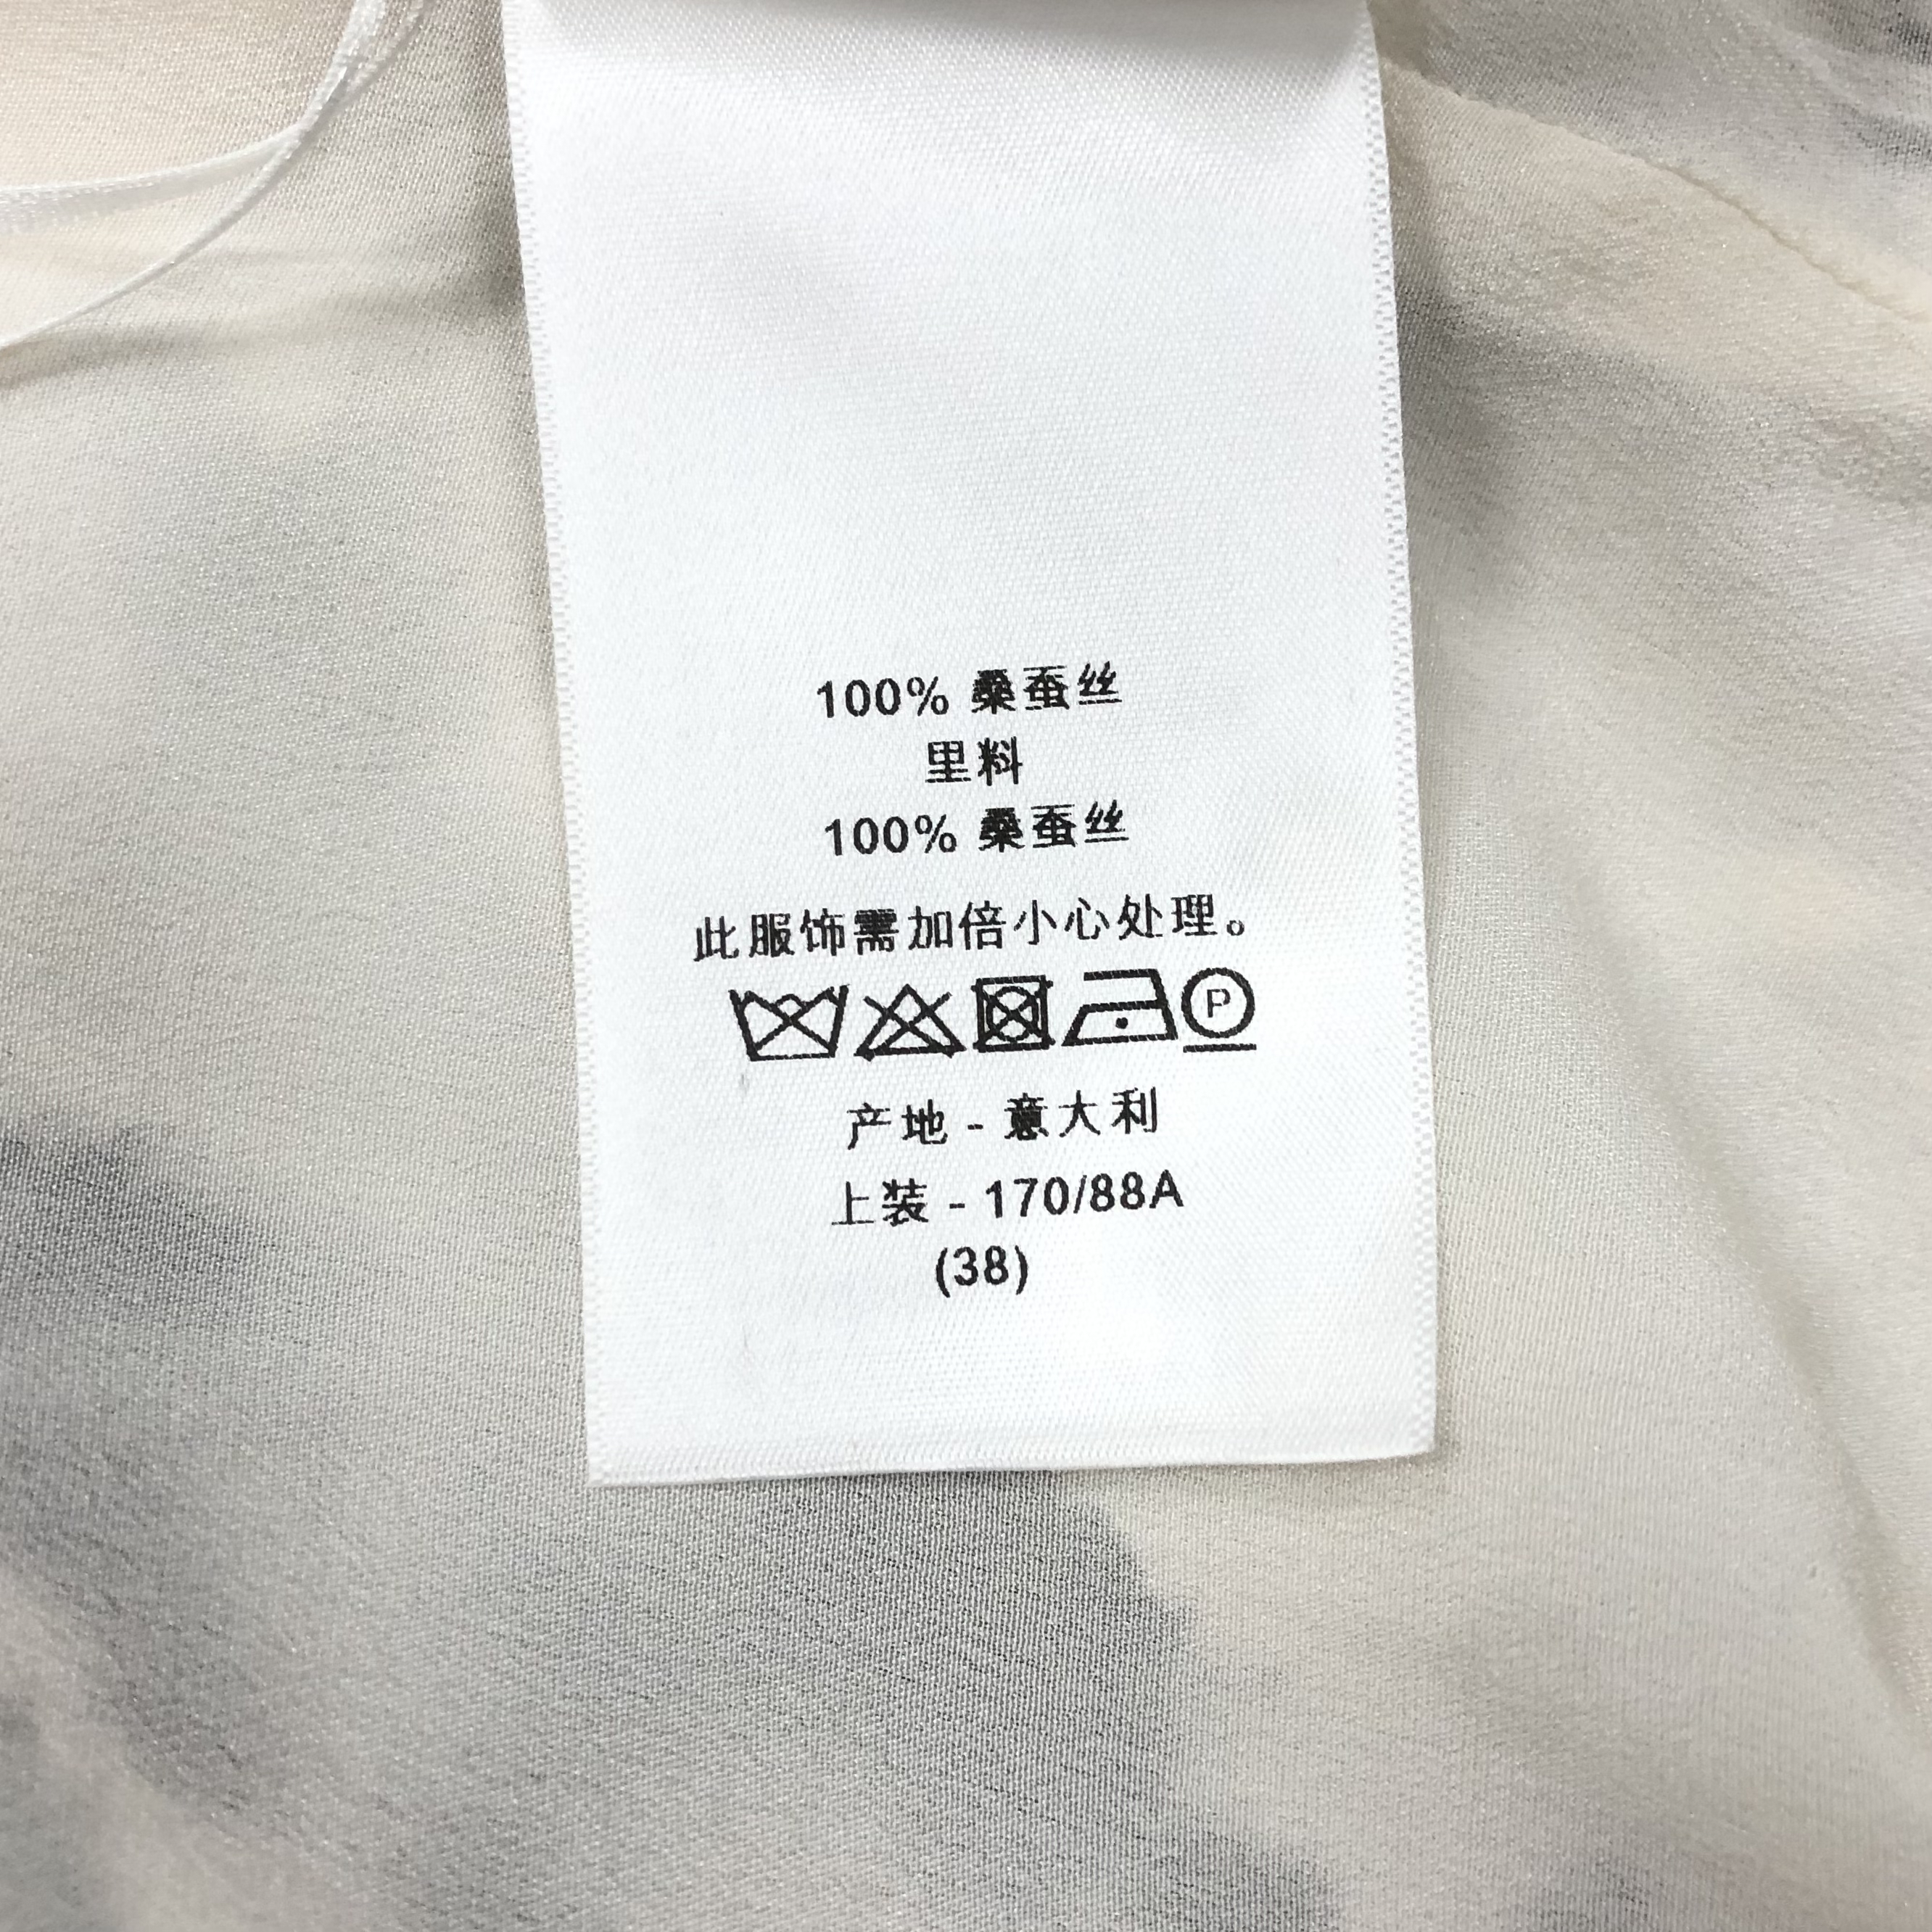 100% 桑蚕丝
里料
100% 桑蚕丝
此服饰需加倍小心处理。
P
产地 - 意大利
上装 - 170/88A
(38)